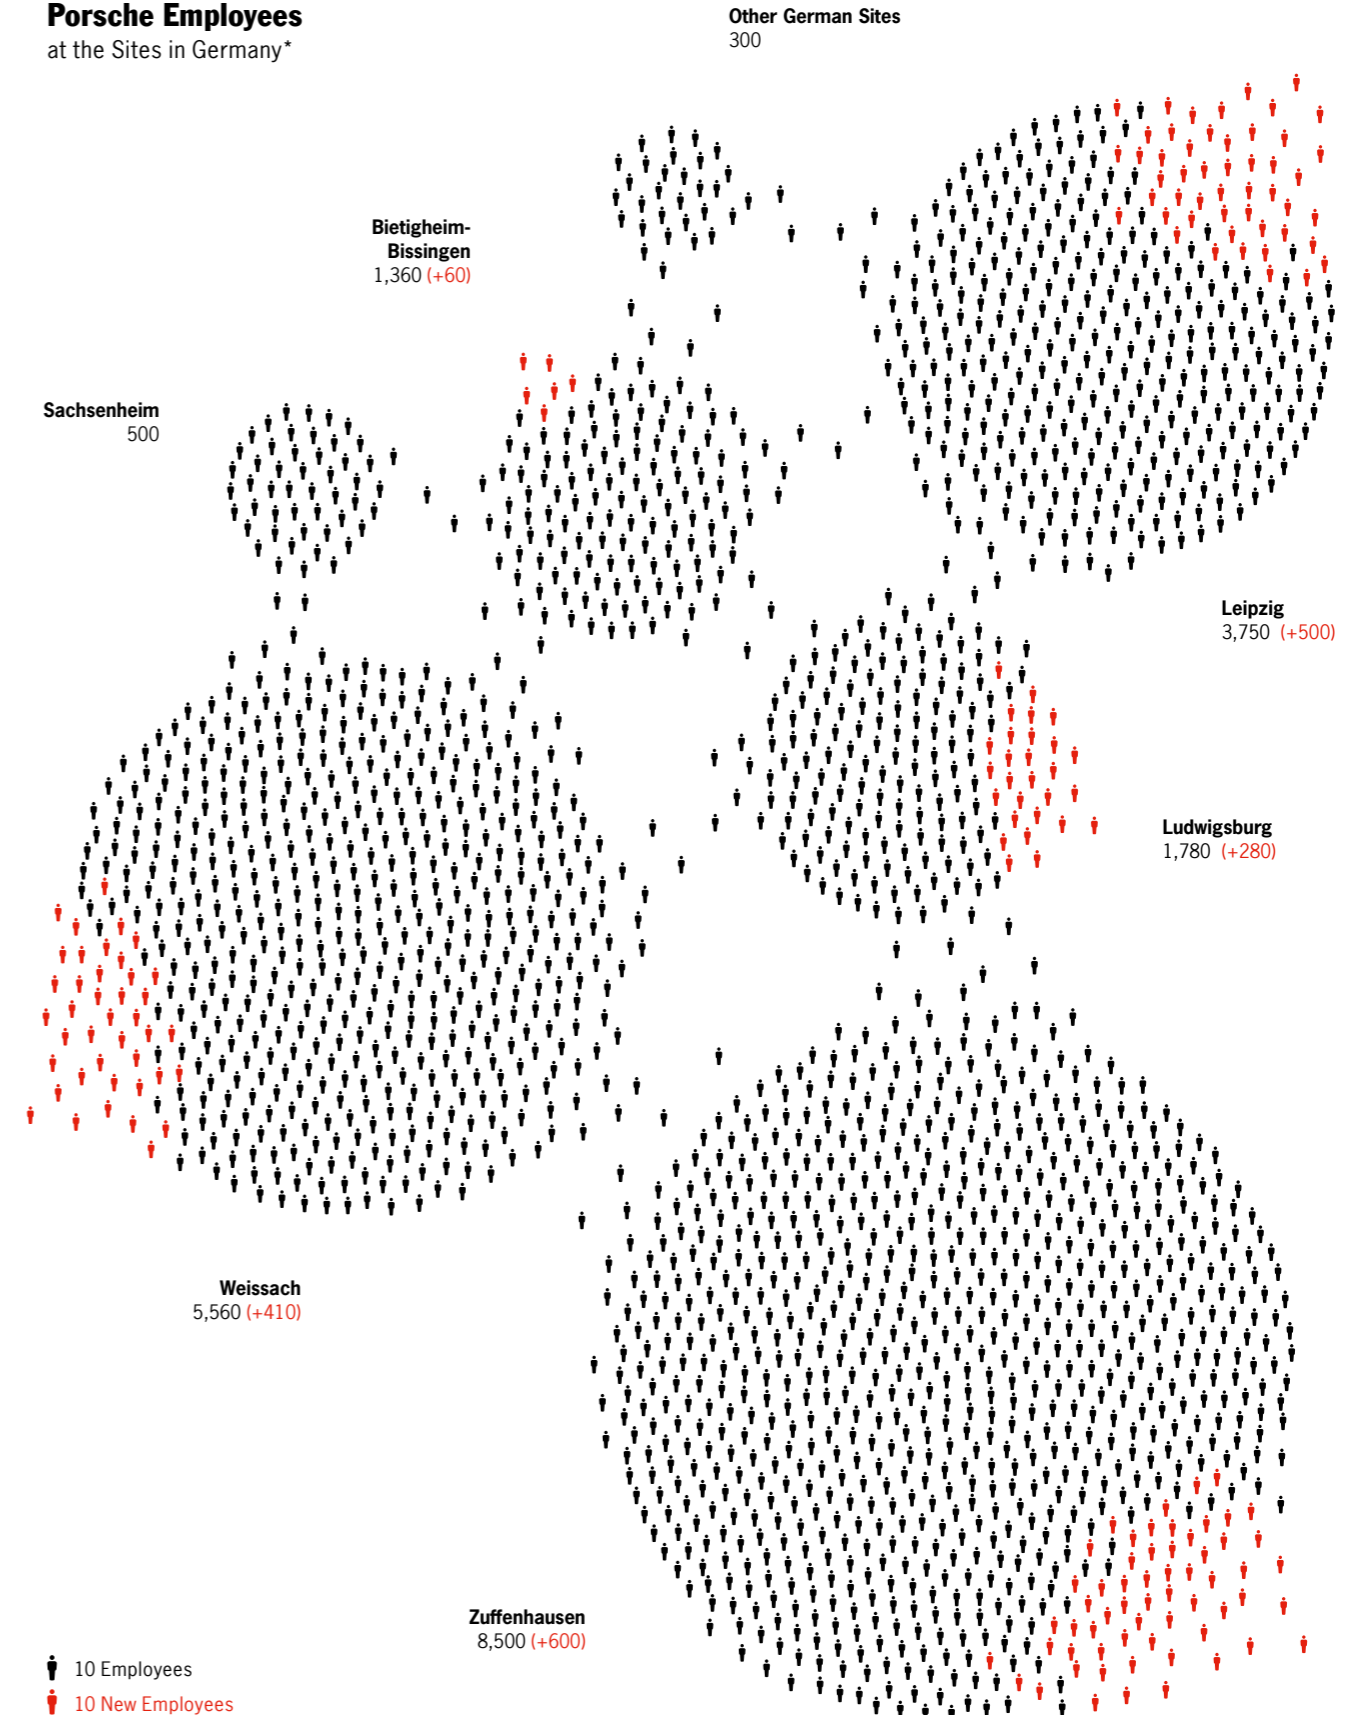 Porsche Employees
at the Sites in Germany*
Other German Sites
300
Bietigheim-
Bissingen
1,360 (+60)
Sachsenheim
500
Leipzig
3,750 (+500)
Ludwigsburg
1,780 (+280)
Weissach
5,560 (+410)
Zuffenhausen
8,500 (+600)
10 Employees
10 New Employees